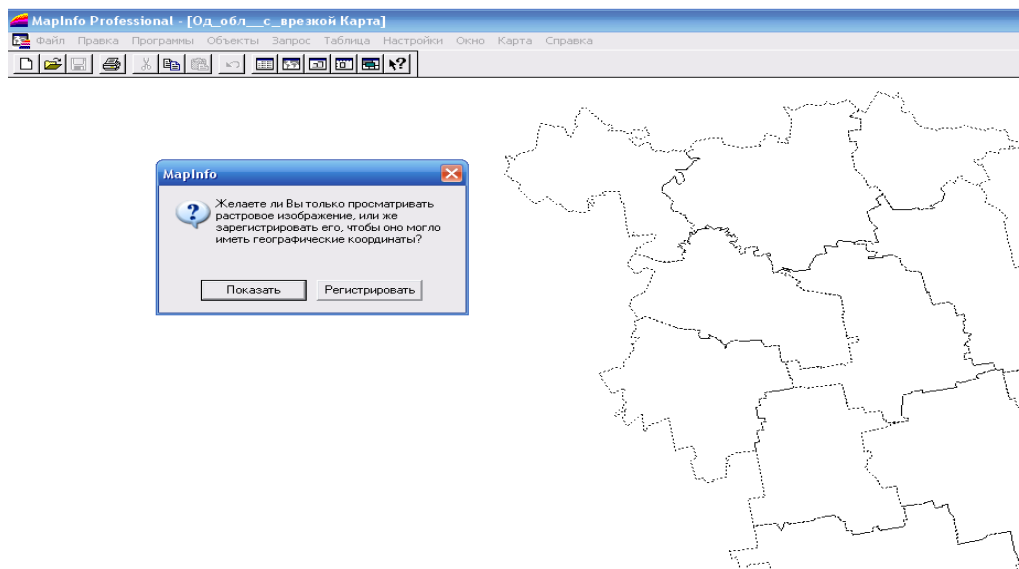 MapInfo Professional - [Од_обл__с_врезкой Карта]
Файл Правка Программы Объекты Запрос Таблица Настройки Окно Карта Справка
MapInfo
Желаете ли Вы только просматривать
растровое изображение, или же
зарегистрировать его, чтобы оно могло
иметь географические координаты?
Показать Регистрировать